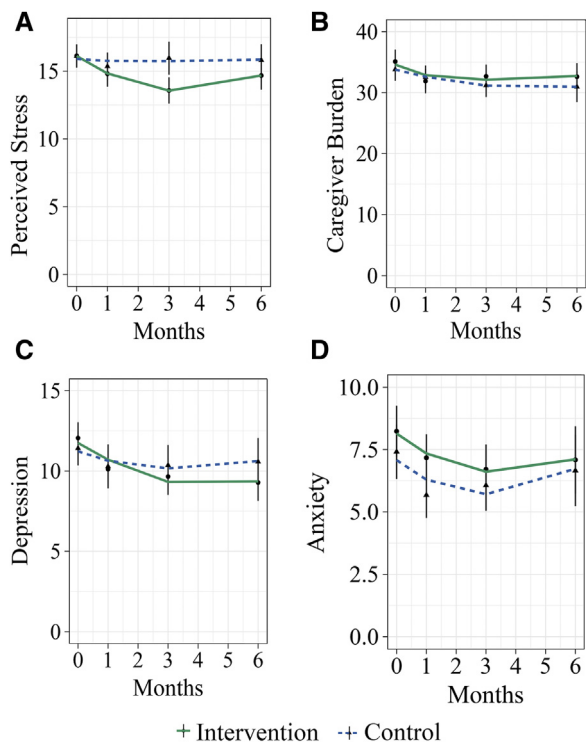 A
15
10
5
0
Perceived Stress
0 1 2 3 4 5 6
Months
B
40
30
20
10
0
Caregiver Burden
0 1 2 3 4 5 6
Months
C
15
10
5
0
Depression
0 1 2 3 4 5 6
Months
D
10.0
7.5
5.0
2.5
0.0
Anxiety
0 1 2 3 4 5 6
Months
Intervention Control